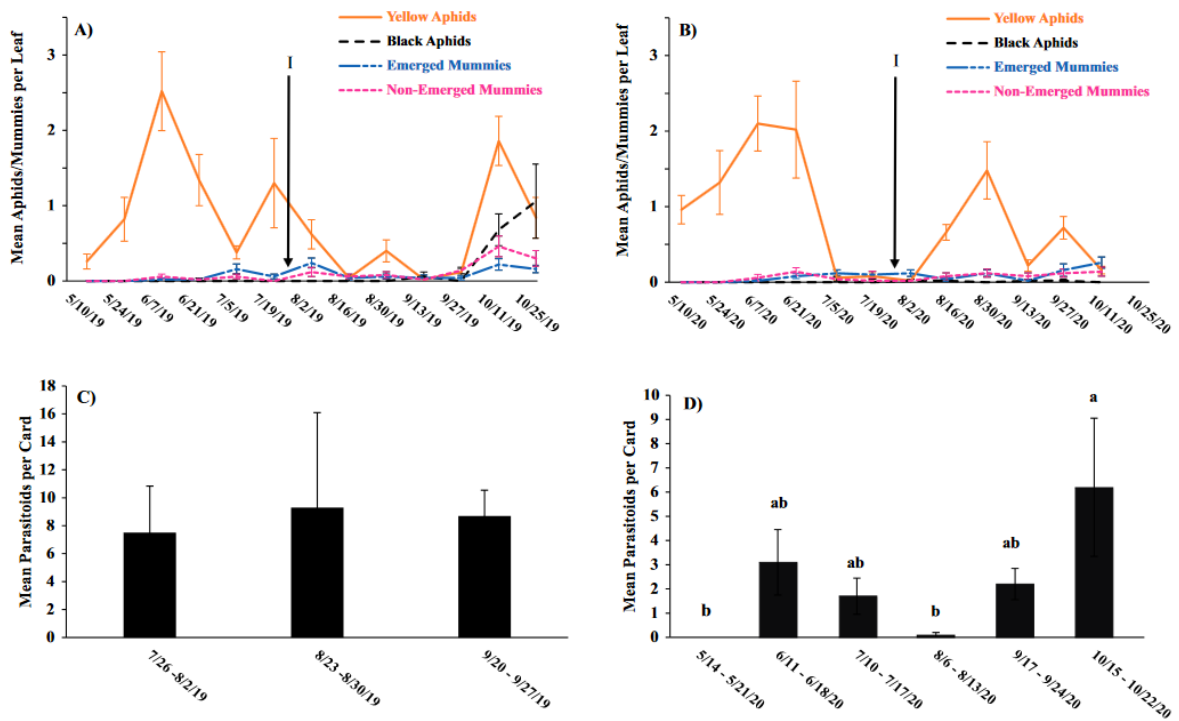 A)
Yellow Aphids
Black Aphids
Emerged Mummies
Non-Emerged Mummies
I
Mean Aphids/Mummies per Leaf
3
2
1
0
5/10/19
5/24/19
6/7/19
6/21/19
7/5/19
7/19/19
8/2/19
8/16/19
8/30/19
9/13/19
9/27/19
10/11/19
10/25/19
B)
Yellow Aphids
Black Aphids
Emerged Mummies
Non-Emerged Mummies
I
Mean Aphids/Mummies per Leaf
3
2
1
0
5/10/20
5/24/20
6/7/20
6/21/20
7/5/20
7/19/20
8/2/20
8/16/20
8/30/20
9/13/20
9/27/20
10/11/20
10/25/20
C)
Mean Parasitoids per Card
18
16
14
12
10
8
6
4
2
0
7/26 -8/2/19
8/23 -8/30/19
9/20 - 9/27/19
D)
Mean Parasitoids per Card
10
9
8
7
6
5
4
3
2
1
0
b
ab
ab
b
ab
a
5/14 - 5/21/20
6/11 - 6/18/20
7/10 - 7/17/20
8/6 - 8/13/20
9/17 - 9/24/20
10/15 - 10/22/20